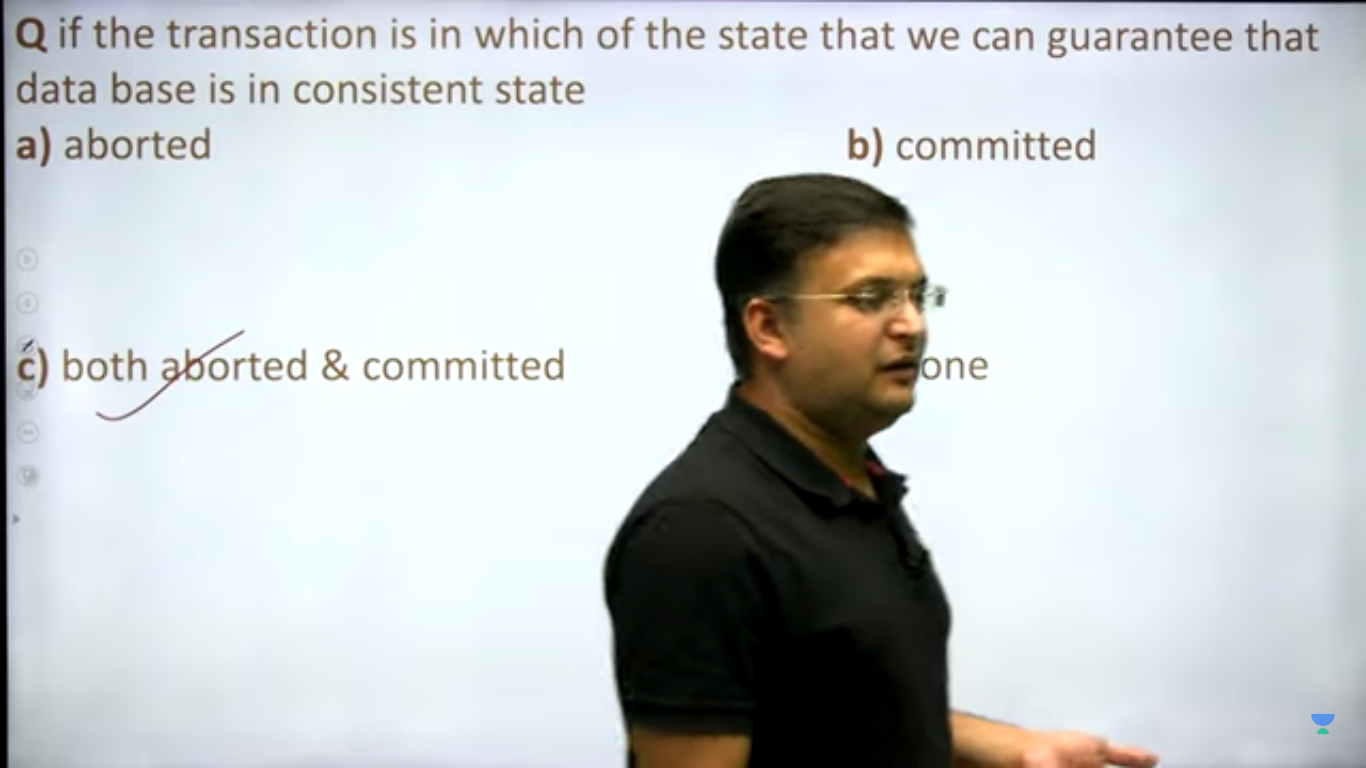 Q if the transaction is in which of the state that we can guarantee that
data base is in consistent state
a) aborted b) committed
c) both aborted & committed one